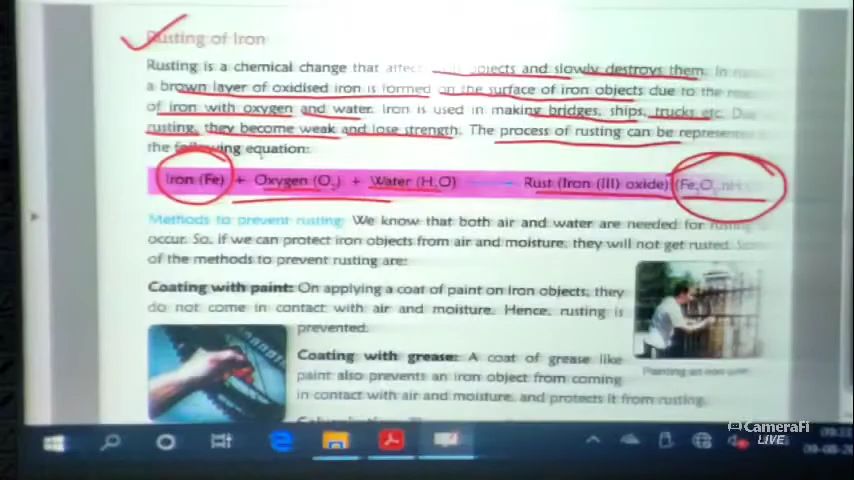 Rusting of Iron
Rusting is a chemical change that affects iron objects and slowly destroys them. In
a brown layer of oxidised iron is formed on the surface of iron objects due to the
of iron with oxygen and water. Iron is used in making bridges, ships, trucks etc. Due
rusting, they become weak and lose strength. The process of rusting can be represented
the following equation:
Iron (Fe) + Oxygen (O₂) + Water (H₂O) Rust (Iron (III) oxide) (Fe₂O₃.nH
Methods to prevent rusting: We know that both air and water are needed for rusting
occur. So, if we can protect iron objects from air and moisture, they will not get rusted. Some
of the methods to prevent rusting are:
Coating with paint: On applying a coat of paint on iron objects, they
do not come in contact with air and moisture. Hence, rusting is
prevented.
Painting an iron
Coating with grease: A coat of grease like
paint also prevents an iron object from coming
in contact with air and moisture, and protects it from rusting.
CameraFi
LIVE